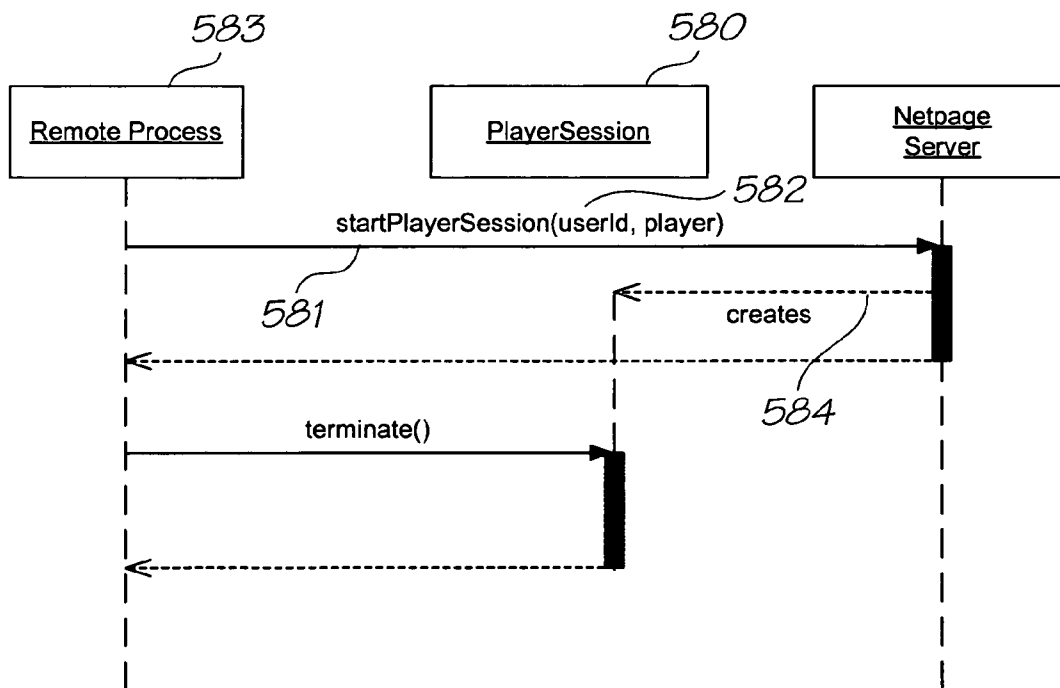 583
580
Remote Process
PlayerSession
Netpage
Server
582
startPlayerSession(userId, player)
581
creates
584
terminate()